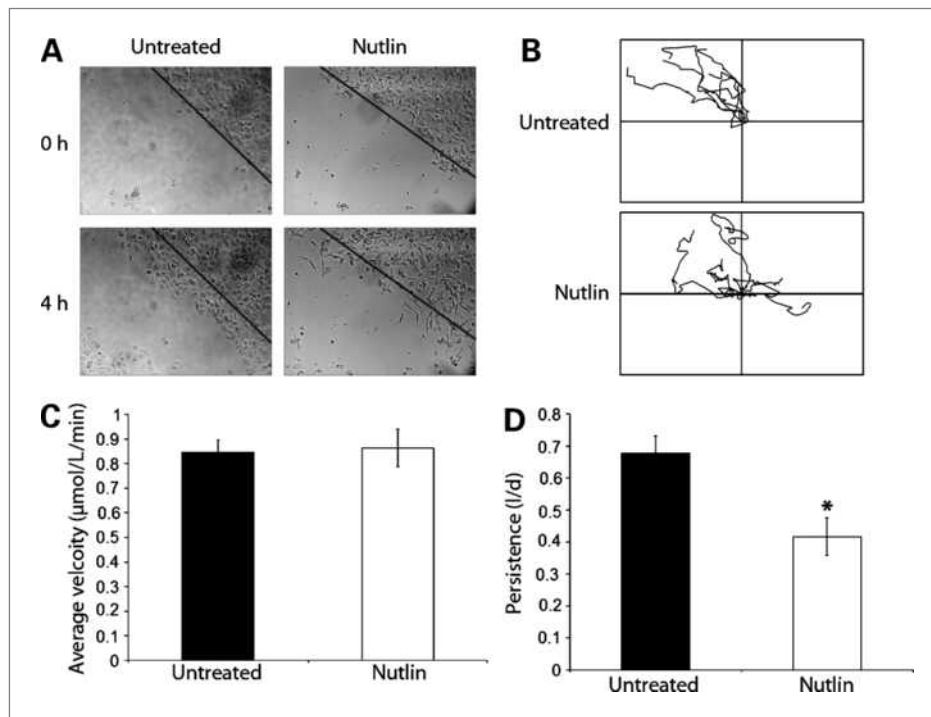 A
Untreated
Nutlin
B
0 h
4 h
Untreated
Nutlin
C
Average velcoity (μmol/L/min)
1
0.9
0.8
0.7
0.6
0.5
0.4
0.3
0.2
0.1
0
Untreated
Nutlin
D
Persistence (l/d)
0.8
0.7
0.6
0.5
0.4
0.3
0.2
0.1
0
*
Untreated
Nutlin